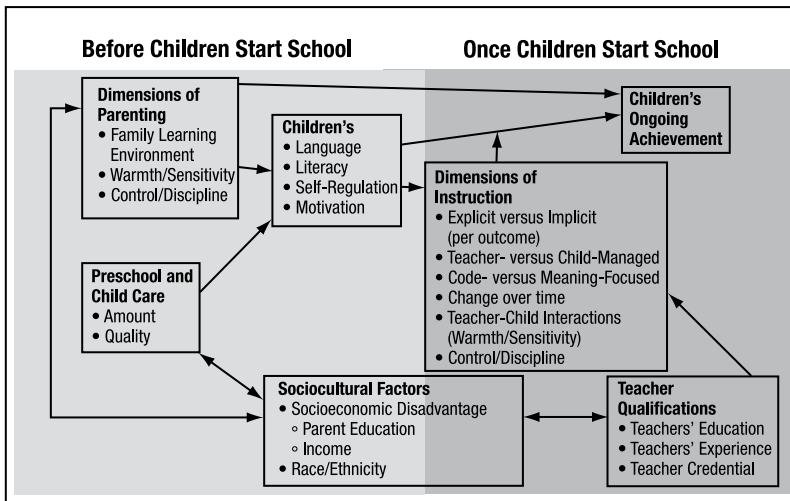 Before Children Start School
Once Children Start School
Dimensions of
Parenting
• Family Learning
Environment
• Warmth/Sensitivity
• Control/Discipline
Children's
• Language
• Literacy
• Self-Regulation
• Motivation
Children's
Ongoing
Achievement
Dimensions of
Instruction
• Explicit versus Implicit
(per outcome)
• Teacher- versus Child-Managed
• Code- versus Meaning-Focused
• Change over time
• Teacher-Child Interactions
(Warmth/Sensitivity)
• Control/Discipline
Preschool and
Child Care
• Amount
• Quality
Sociocultural Factors
• Socioeconomic Disadvantage
○ Parent Education
○ Income
• Race/Ethnicity
Teacher
Qualifications
• Teachers' Education
• Teachers' Experience
• Teacher Credential